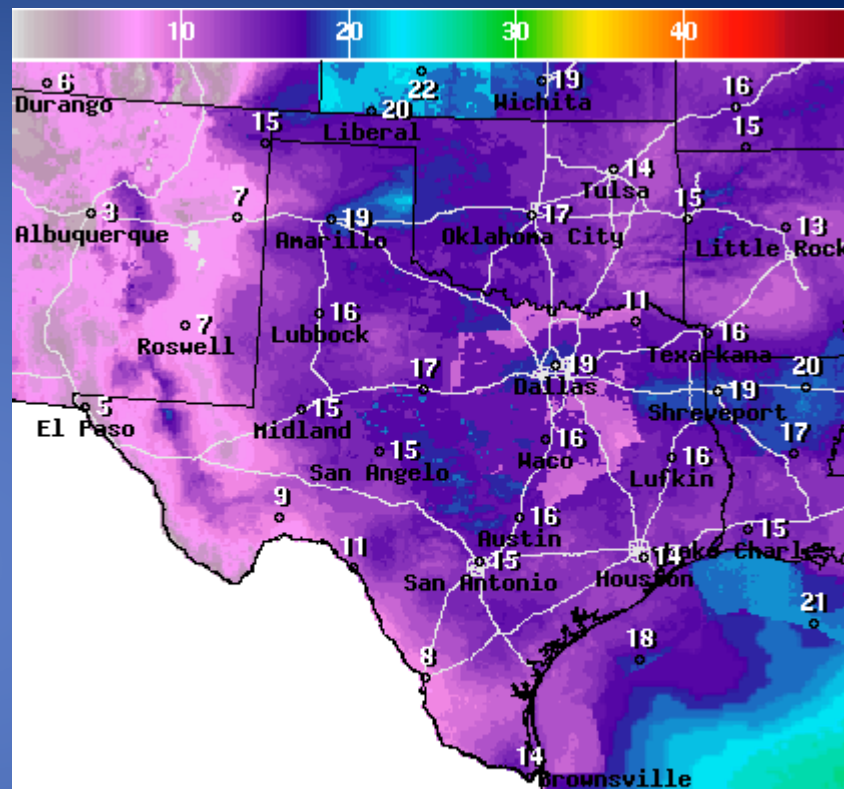 10 20 30 40
6 22 19 16
Durango 20 Wichita
15 Liberal 15
14
Tulsa
3 7 19 17 15 13
Albuquerque Amarillo Oklahoma City Little Rock
7 16 11 16
Roswell Lubbock Texarkana
17 19 20
Dallas 19
5 15 Shreveport
El Paso Midland
15 16 16 17
San Angelo Waco Lufkin
9 16 15
Austin Lake Charles
11 15 14
San Antonio Houston
21
8 18
14
Brownsville